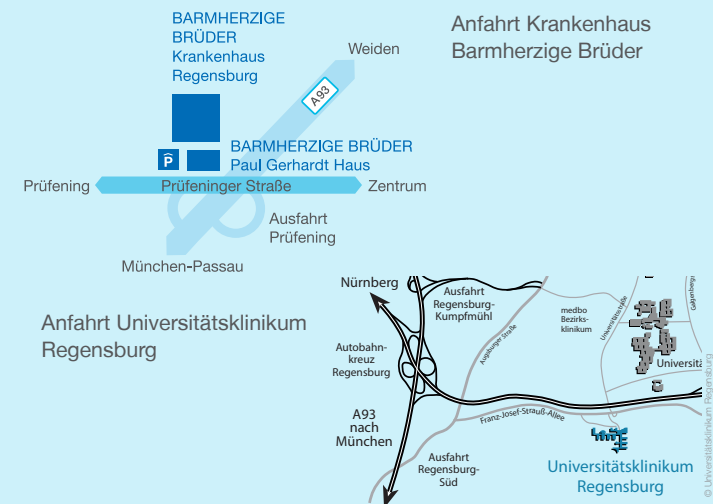 Anfahrt Krankenhaus
Barmherzige Brüder
BARMHERZIGE
BRÜDER
Krankenhaus
Regensburg
Weiden
A93
P
BARMHERZIGE BRÜDER
Paul Gerhardt Haus
Prüfening
Prüfeninger Straße
Zentrum
Ausfahrt
Prüfening
München-Passau
Anfahrt Universitätsklinikum
Regensburg
Nürnberg
Ausfahrt
Regensburg-
Kumpfmühl
Augsburger Straße
medbo
Bezirks-
klinikum
Universitätsstraße
Universitä
Autobahn-
kreuz
Regensburg
A93
nach
München
Franz-Josef-Strauß-Allee
Ausfahrt
Regensburg-
Süd
Universitätsklinikum
Regensburg
© Universitätsklinikum Regensburg